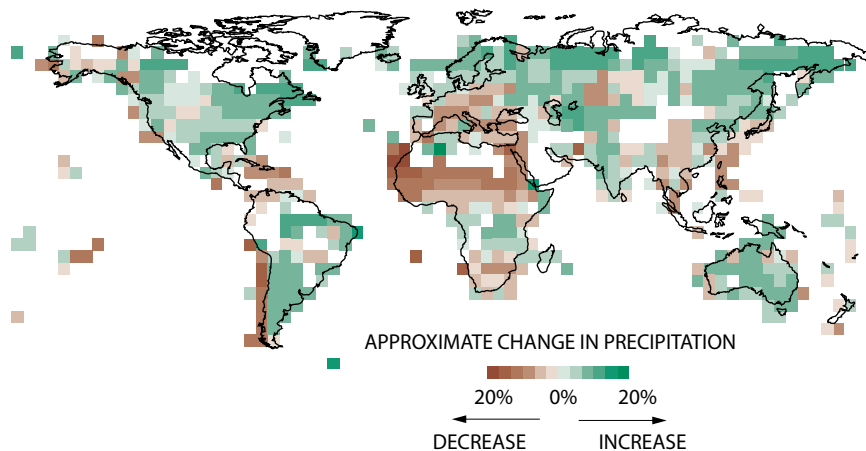 APPROXIMATE CHANGE IN PRECIPITATION
20% 0% 20%
DECREASE INCREASE